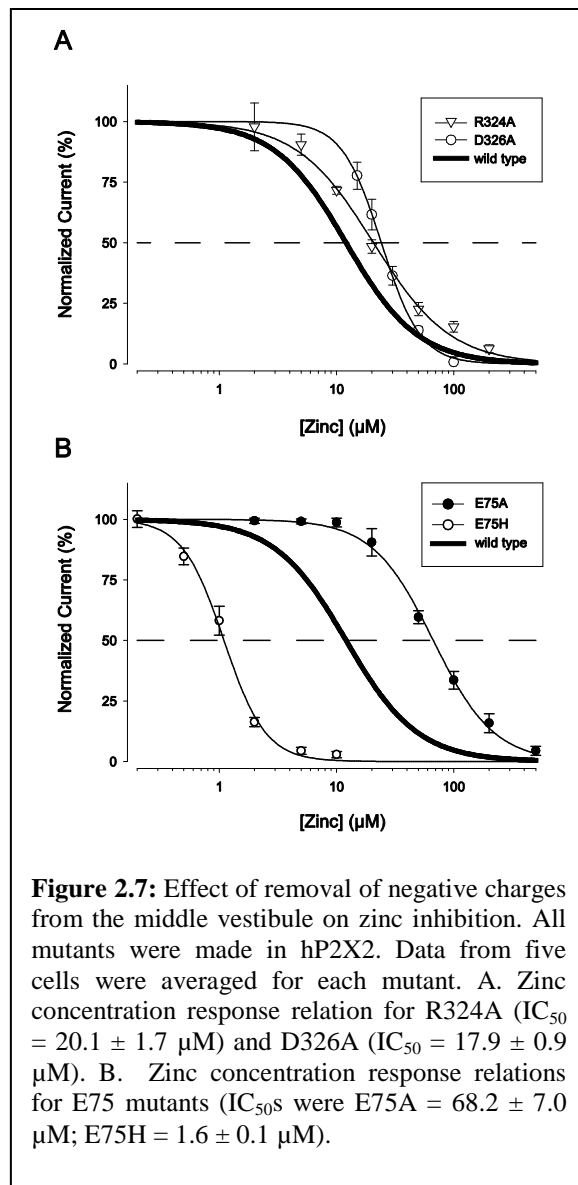 A
Normalized Current (%)
100
75
50
25
0
R324A
D326A
wild type
1
10
100
[Zinc] (µM)
B
Normalized Current (%)
100
75
50
25
0
E75A
E75H
wild type
1
10
100
[Zinc] (µM)
Figure 2.7: Effect of removal of negative charges
from the middle vestibule on zinc inhibition. All
mutants were made in hP2X2. Data from five
cells were averaged for each mutant. A. Zinc
concentration response relation for R324A (IC50
= 20.1 ± 1.7 µM) and D326A (IC50 = 17.9 ± 0.9
µM). B. Zinc concentration response relations
for E75 mutants (IC50s were E75A = 68.2 ± 7.0
µM; E75H = 1.6 ± 0.1 µM).